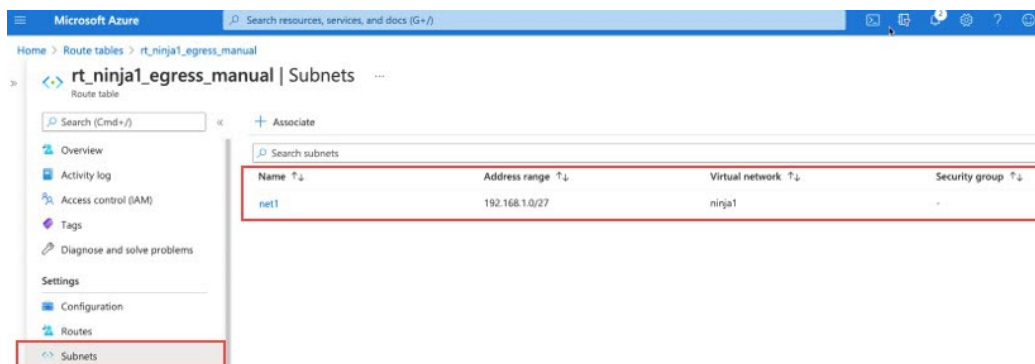 Microsoft Azure
Search resources, services, and docs (G+/)
2
Home > Route tables > rt_ninja1_egress_manual
rt_ninja1_egress_manual | Subnets ...
Route table
Search (Cmd+/)
+ Associate
Overview
Search subnets
Activity log
Name Address range Virtual network Security group
Access control (IAM)
net1 192.168.1.0/27 ninja1 -
Tags
Diagnose and solve problems
Settings
Configuration
Routes
Subnets